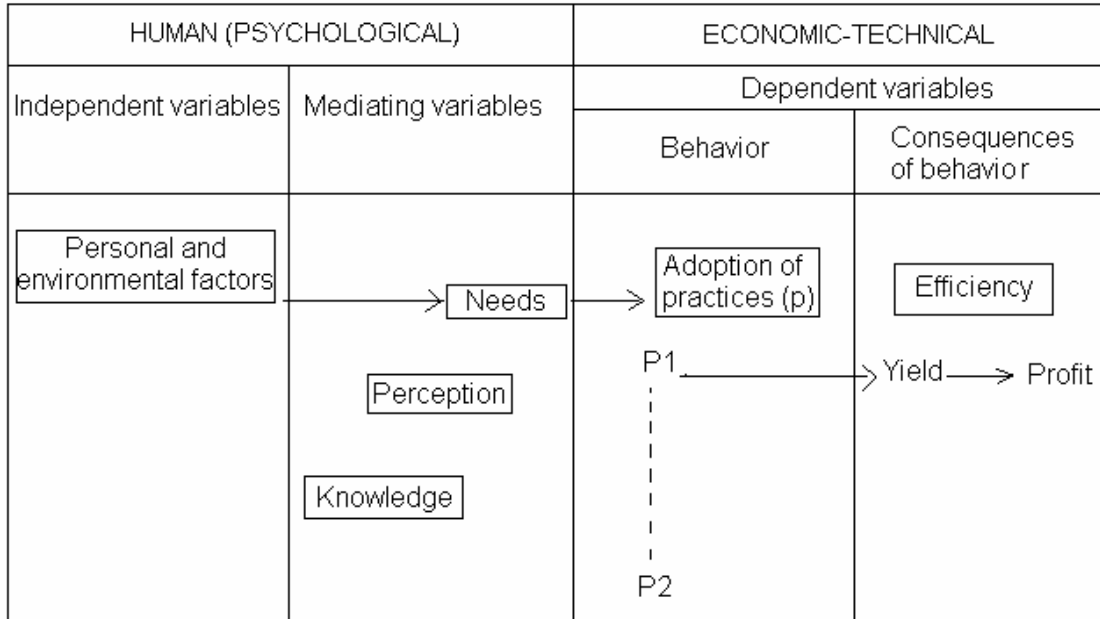 HUMAN (PSYCHOLOGICAL)
ECONOMIC-TECHNICAL
Independent variables
Mediating variables
Dependent variables
Behavior
Consequences
of behavior
Personal and
environmental factors
Needs
Perception
Knowledge
Adoption of
practices (p)
P1
P2
Efficiency
Yield
Profit